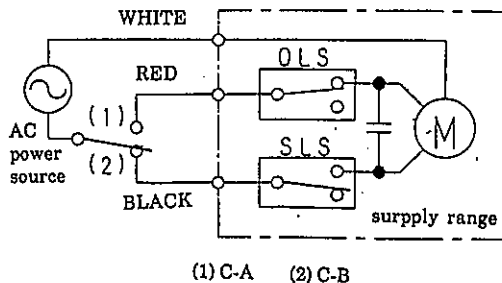 WHITE
RED
OLS
(1)
AC
power
source
(2)
M
SLS
BLACK
surpply range
(1) C-A (2) C-B